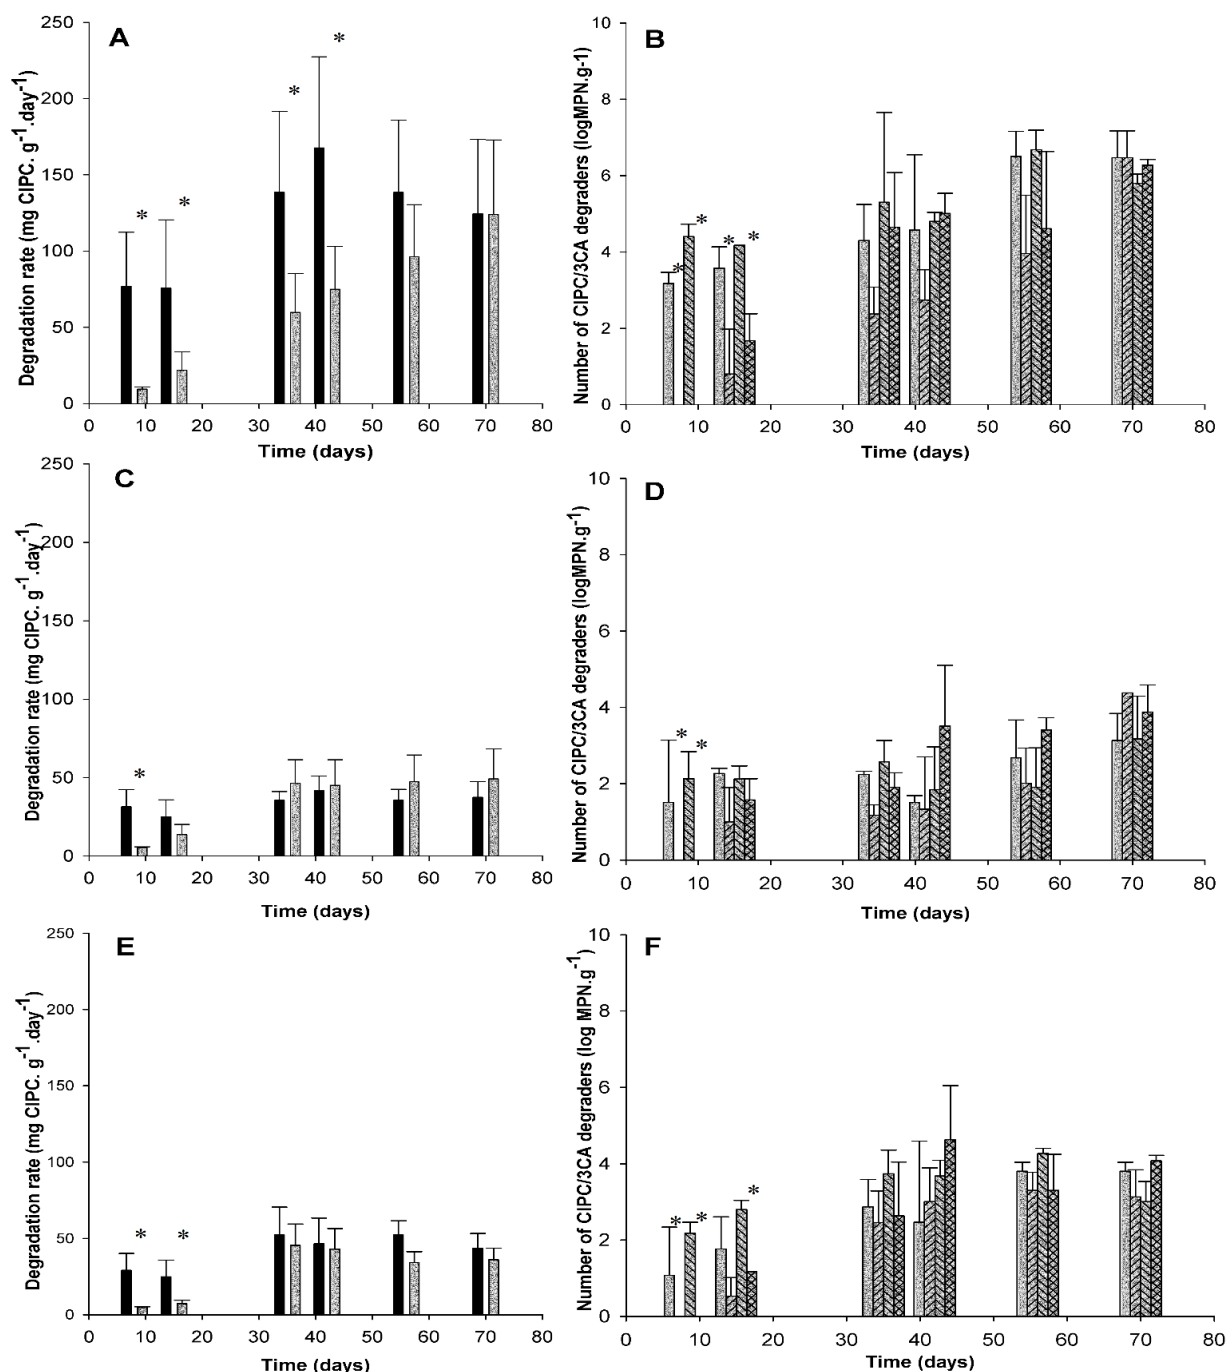 A
Degradation rate (mg CIPC. g-1.day-1)
250
200
150
100
50
0
* * * *
0 10 20 30 40 50 60 70 80
Time (days)
B
Number of CIPC/3CA degraders (logMPN.g-1)
10
8
6
4
2
0
* * * *
0 10 20 30 40 50 60 70 80
Time (days)
C
Degradation rate (mg CIPC. g-1.day-1)
250
200
150
100
50
0
*
0 10 20 30 40 50 60 70 80
Time (days)
D
Number of CIPC/3CA degraders (logMPN.g-1)
10
8
6
4
2
0
* *
0 10 20 30 40 50 60 70 80
Time (days)
E
Degradation rate (mg CIPC. g-1.day-1)
250
200
150
100
50
0
* *
0 10 20 30 40 50 60 70 80
Time (days)
F
Number of CIPC/3CA degraders (log MPN.g-1)
10
8
6
4
2
0
* * *
0 10 20 30 40 50 60 70 80
Time (days)